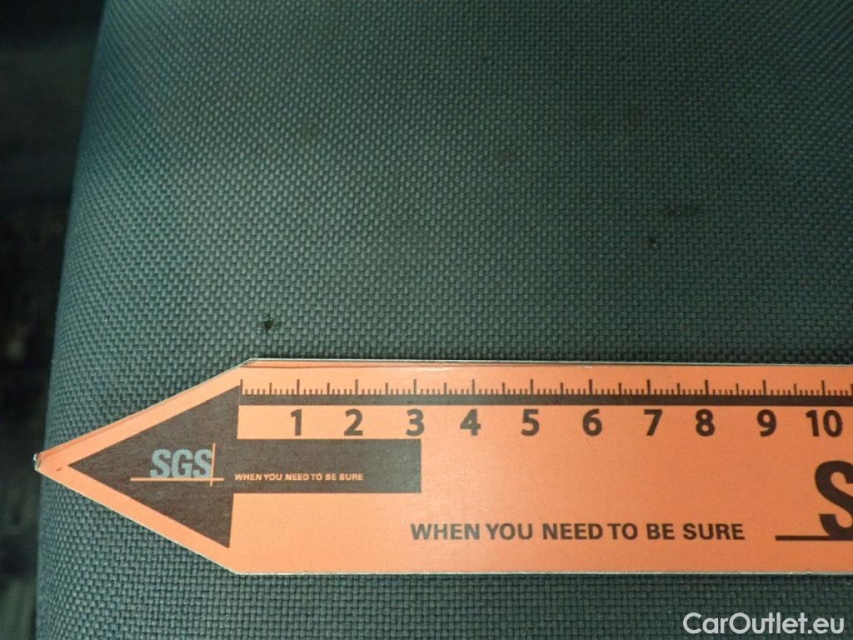 1 2 3 4 5 6 7 8 9 10
SGS
WHEN YOU NEED TO BE SURE
S
WHEN YOU NEED TO BE SURE
CarOutlet.eu